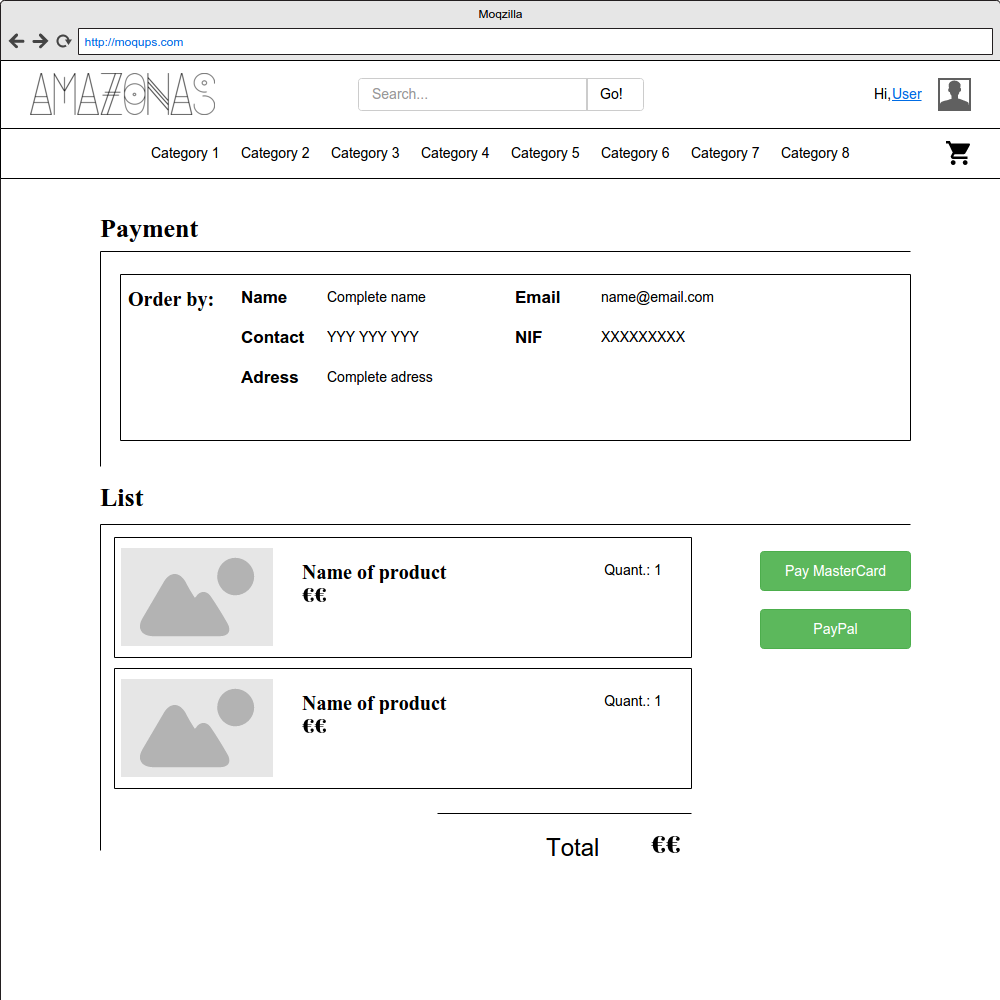 Moqzilla
http://moqups.com
AMAZZONAS
Search...
Go!
Hi,User
Category 1 Category 2 Category 3 Category 4 Category 5 Category 6 Category 7 Category 8
Payment
Order by: Name Complete name Email name@email.com
Contact YYY YYY YYY NIF XXXXXXXXX
Adress Complete adress
List
Name of product Quant.: 1
€€
Pay MasterCard
PayPal
Name of product Quant.: 1
€€
Total €€